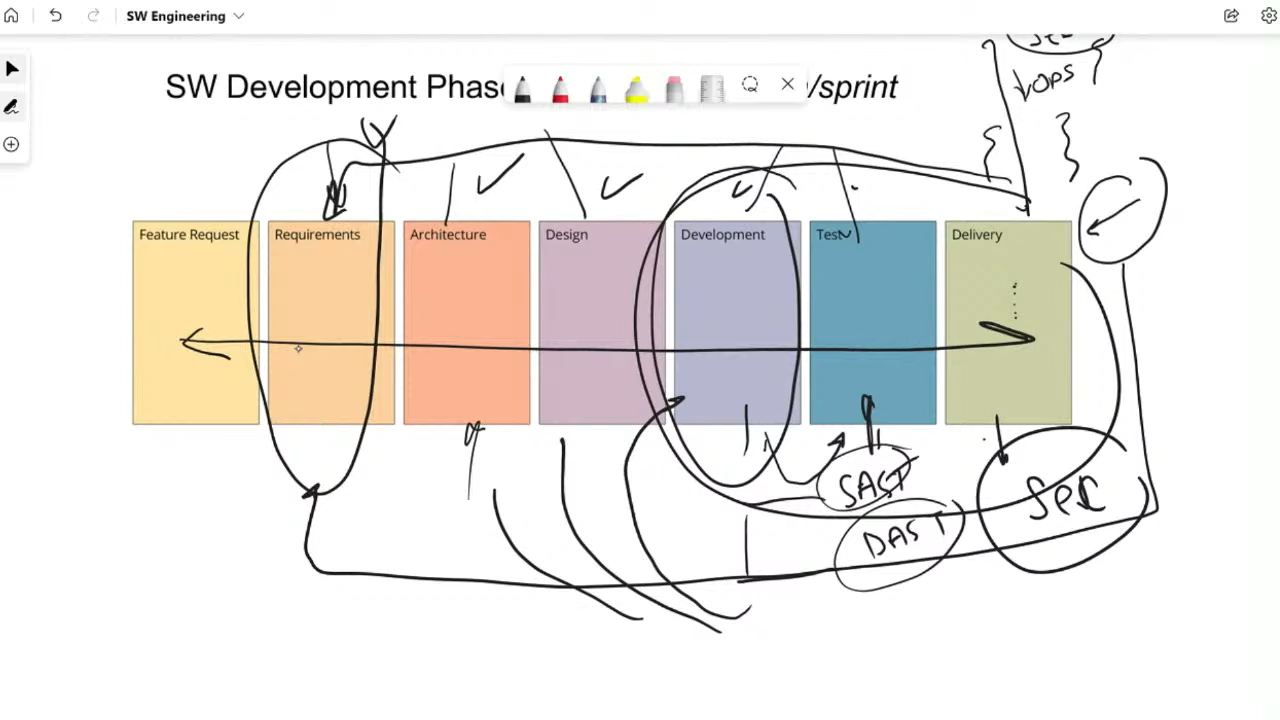 SW Engineering
SW Development Phas /sprint
ops
Feature Request
Requirements
Architecture
Design
Development
Test
Delivery
SAST
DAST
Sec